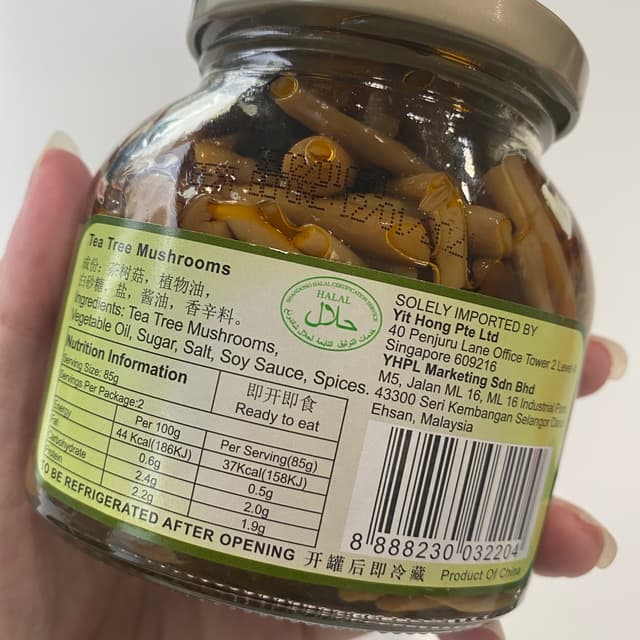 Tea Tree Mushrooms
成份：茶树菇，植物油，
白砂糖，盐，酱油，香辛料。
Ingredients: Tea Tree Mushrooms,
Vegetable Oil, Sugar, Salt, Soy Sauce, Spices.
SHANDONG HALAL CERTIFICATION SERVICE
HALAL
حلال
SOLELY IMPORTED BY
Yit Hong Pte Ltd
40 Penjuru Lane Office Tower 2 Level
Singapore 609216
YHPL Marketing Sdn Bhd
M5, Jalan ML 16, ML 16 Industrial
43300 Seri Kembangan Selangor
Ehsan, Malaysia
Nutrition Information
Serving Size: 85g
Servings Per Package:2
即开即食
Ready to eat
Per 100g Per Serving(85g)
Energy 44 Kcal(186KJ) 37Kcal(158KJ)
Fat 0.6g 0.5g
Carbohydrate 2.4g 2.0g
Protein 2.2g 1.9g
TO BE REFRIGERATED AFTER OPENING 开罐后即冷藏
8 888230 032204
Product Of China